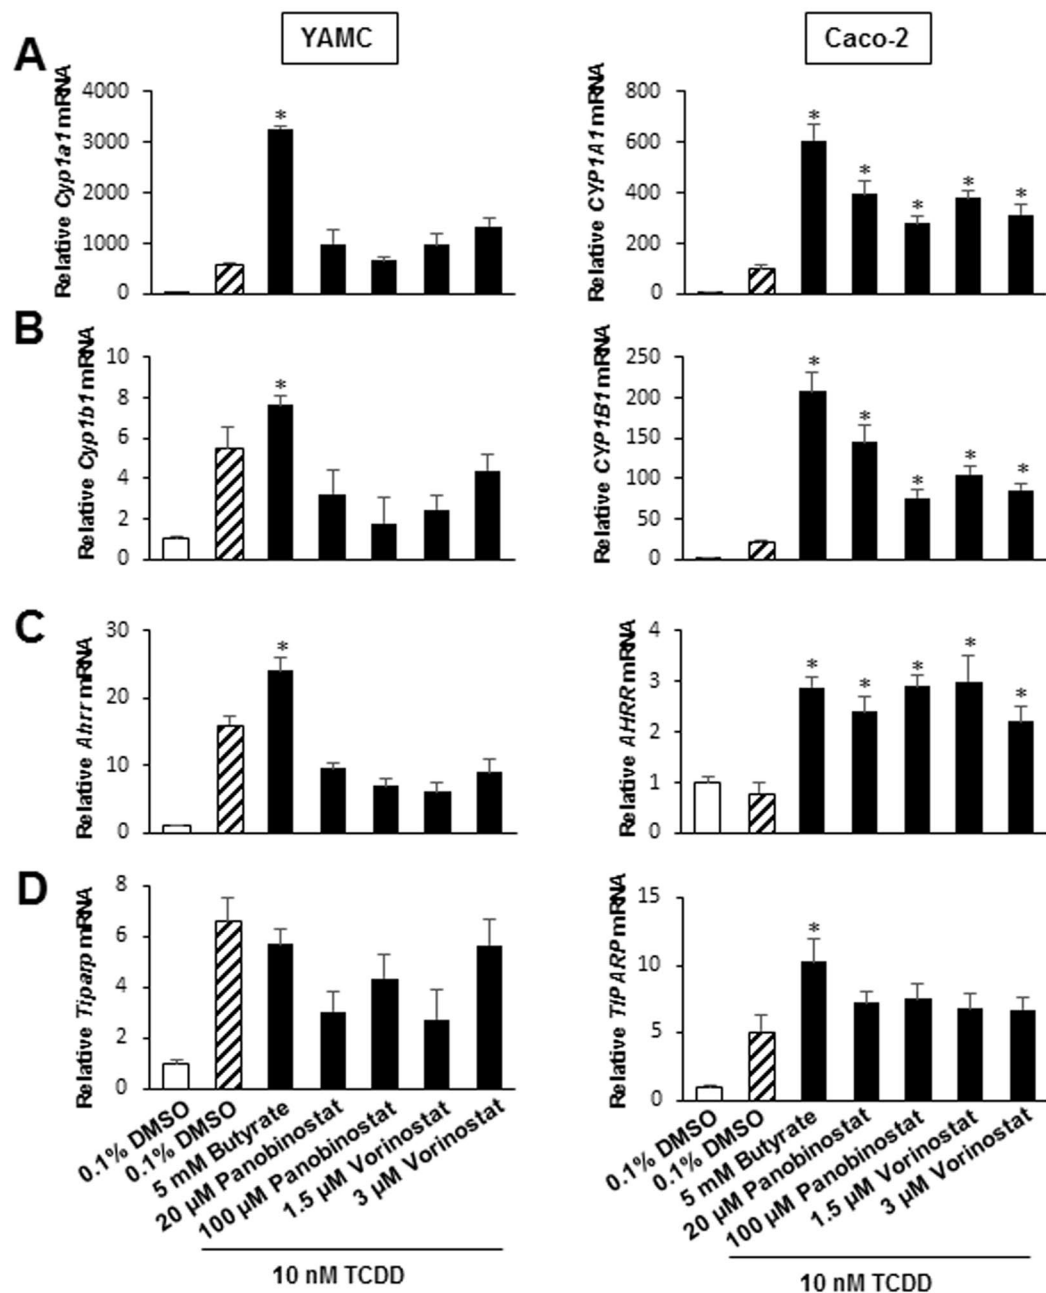 YAMC
Caco-2
A
Relative Cyp1a1 mRNA
4000
3000
2000
1000
0
*
Relative CYP1A1 mRNA
800
600
400
200
0
*
*
*
*
*
B
Relative Cyp1b1 mRNA
10
8
6
4
2
0
*
Relative CYP1B1 mRNA
250
200
150
100
50
0
*
*
*
*
*
C
Relative Ahrr mRNA
30
20
10
0
*
Relative AHRR mRNA
4
3
2
1
0
*
*
*
*
*
D
Relative Tiparp mRNA
8
6
4
2
0
Relative TIPARP mRNA
15
10
5
0
*
0.1% DMSO
0.1% DMSO
5 mM Butyrate
20 µM Panobinostat
100 µM Panobinostat
1.5 µM Vorinostat
3 µM Vorinostat
10 nM TCDD
0.1% DMSO
0.1% DMSO
5 mM Butyrate
20 µM Panobinostat
100 µM Panobinostat
1.5 µM Vorinostat
3 µM Vorinostat
10 nM TCDD